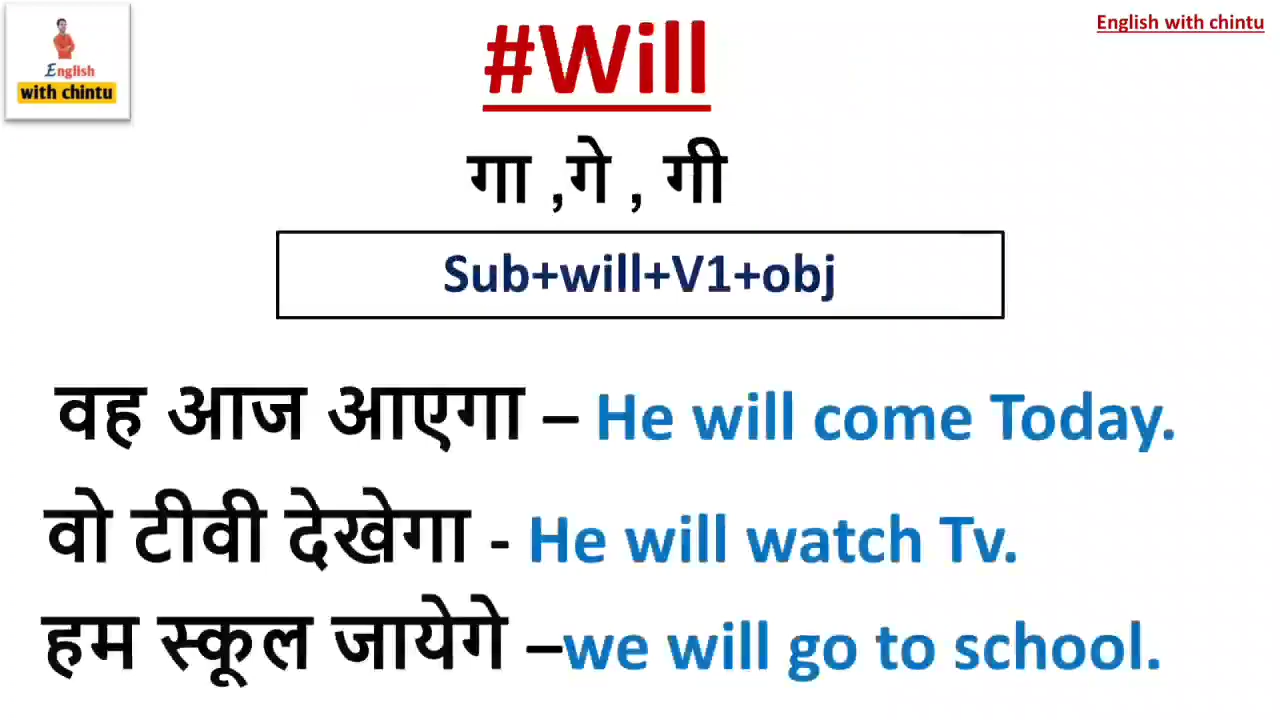 English with chintu
English
with chintu
#Will
गा ,गे , गी
Sub+will+V1+obj
वह आज आएगा – He will come Today.
वो टीवी देखेगा - He will watch Tv.
हम स्कूल जायेगे –we will go to school.